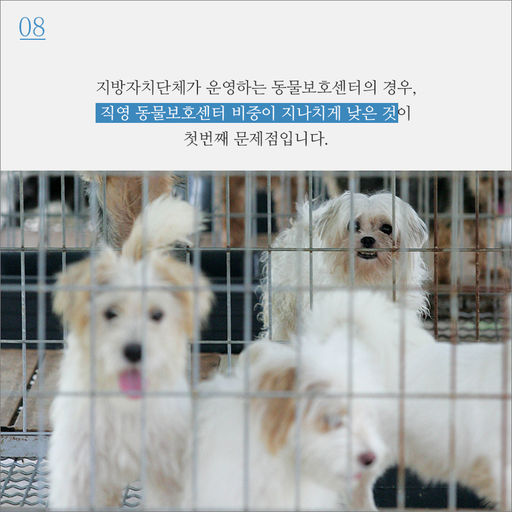 08
지방자치단체가 운영하는 동물보호센터의 경우,
직영 동물보호센터 비중이 지나치게 낮은 것이
첫번째 문제점입니다.